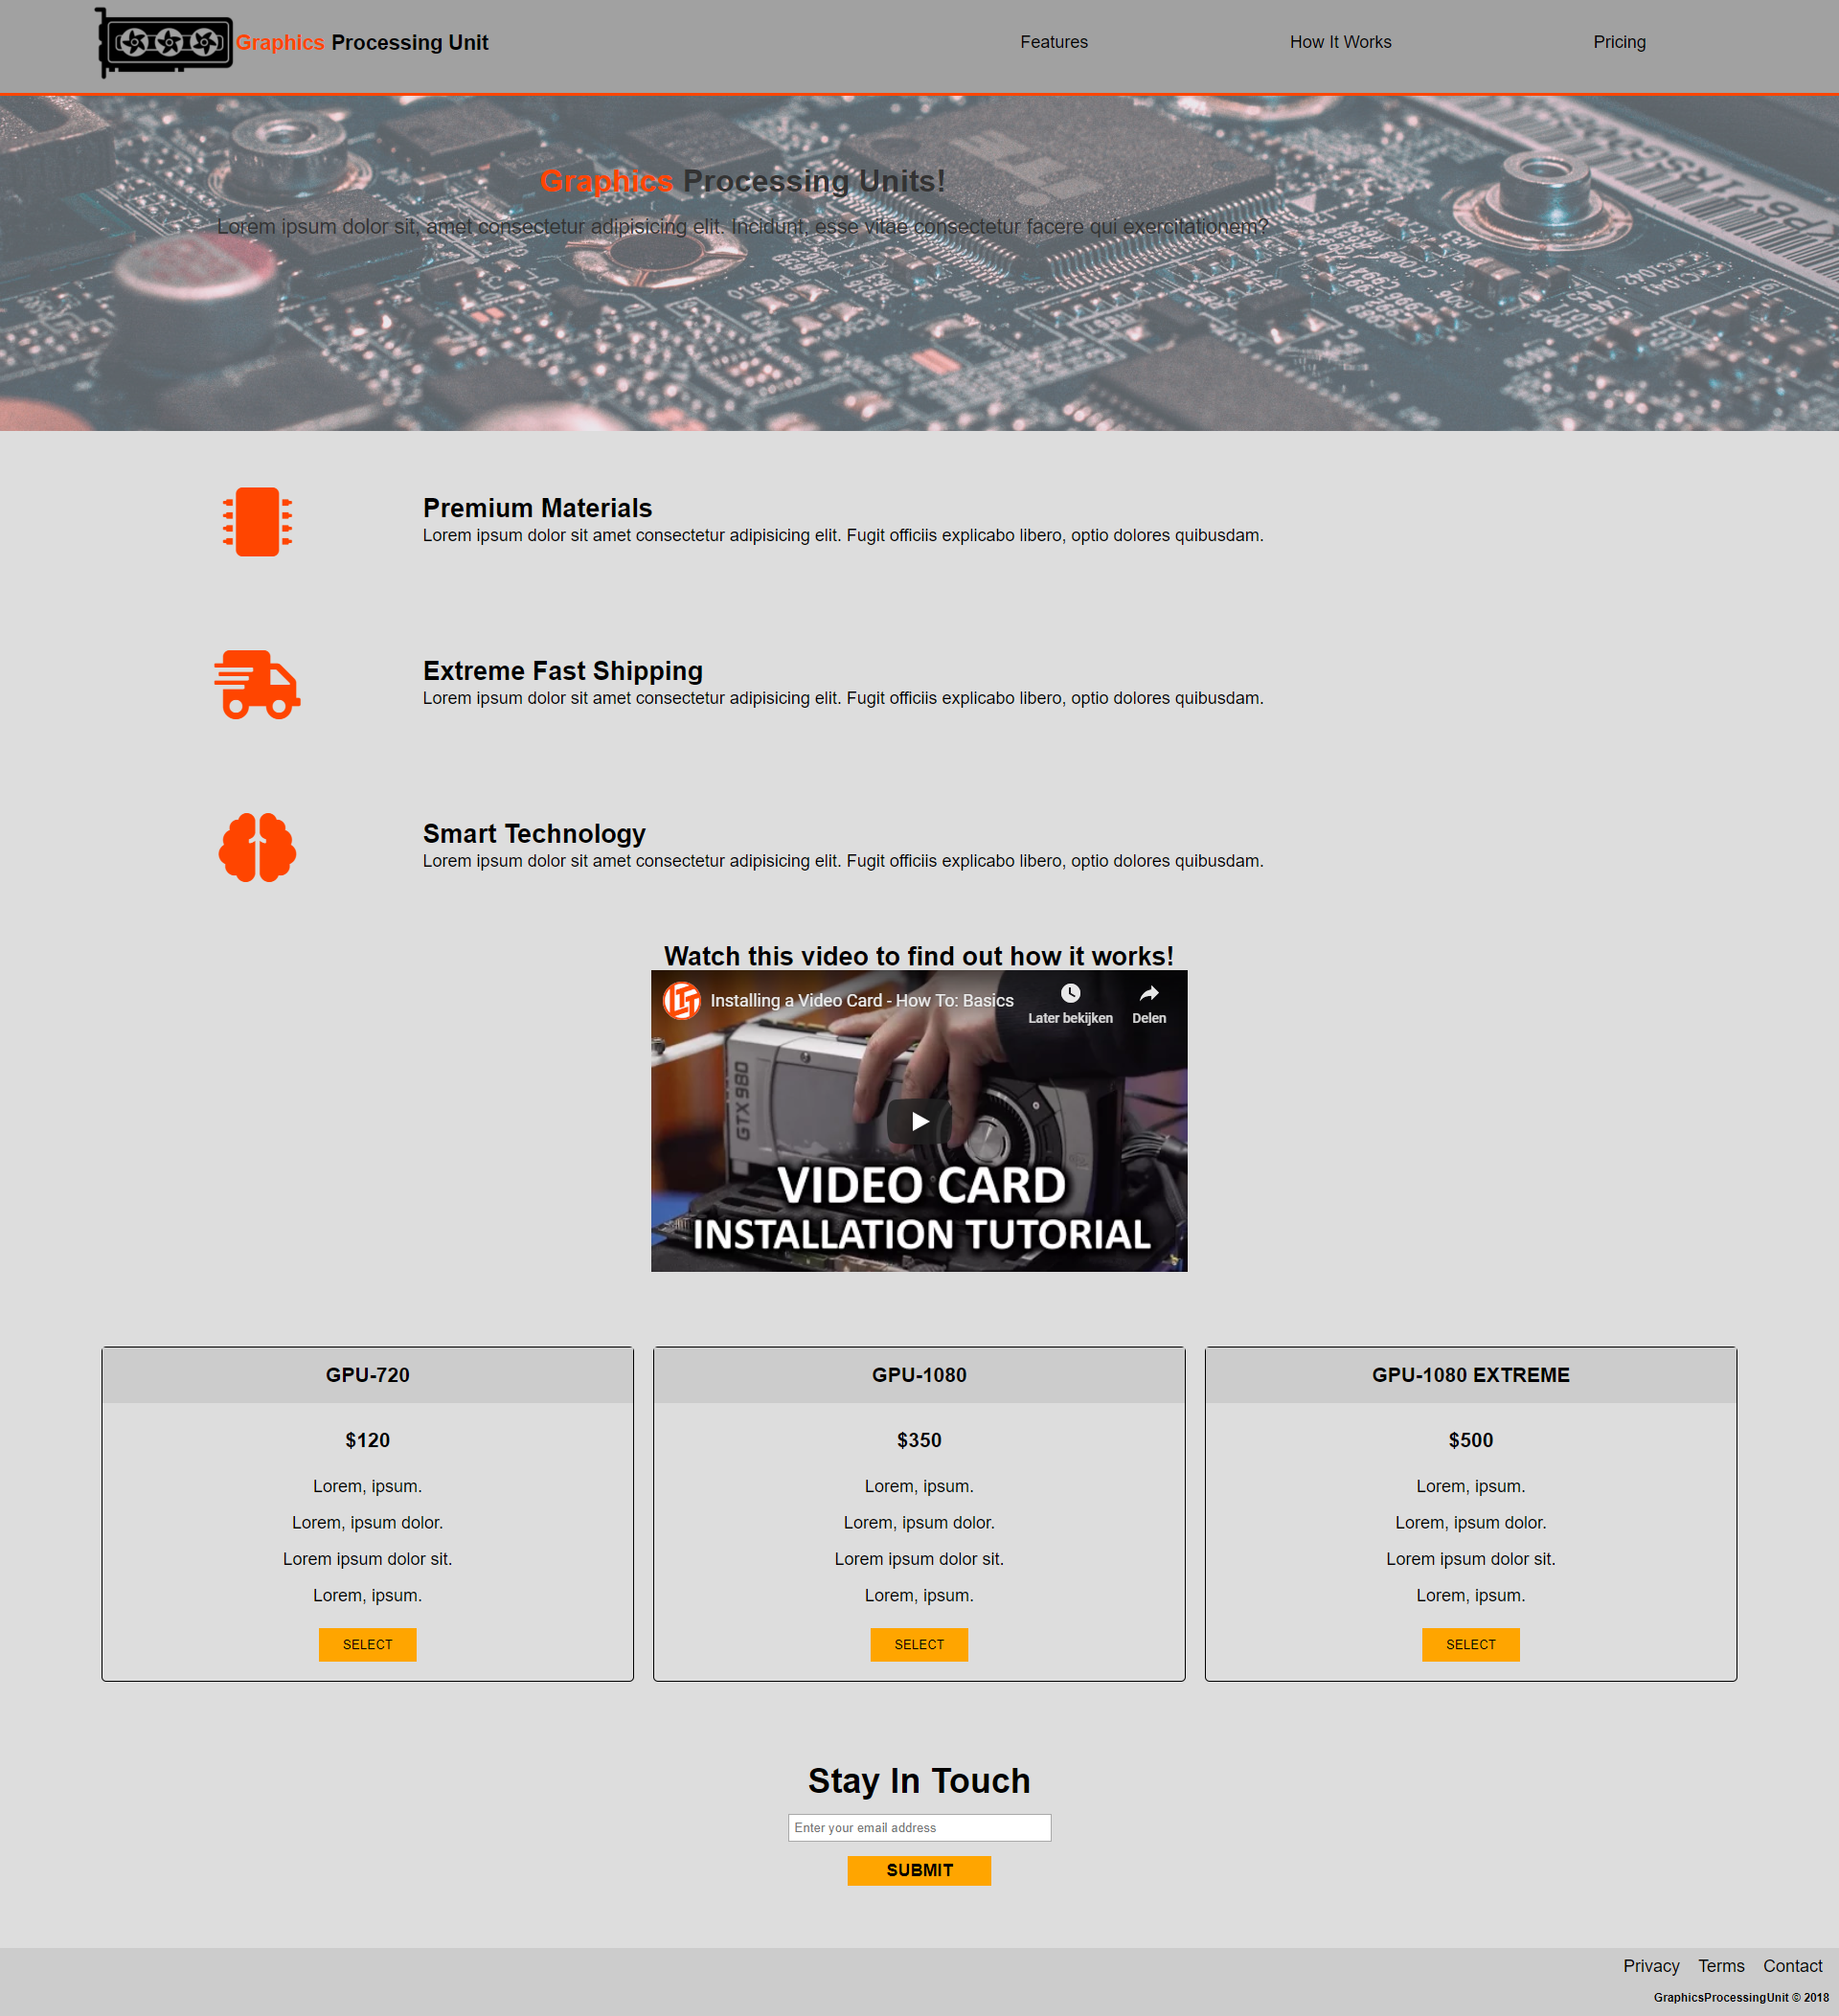 Graphics Processing Unit
Features
How It Works
Pricing
Graphics Processing Units!
Lorem ipsum dolor sit, amet consectetur adipisicing elit. Incidunt, esse vitae consectetur facere qui exercitationem?
Premium Materials
Lorem ipsum dolor sit amet consectetur adipisicing elit. Fugit officiis explicabo libero, optio dolores quibusdam.
Extreme Fast Shipping
Lorem ipsum dolor sit amet consectetur adipisicing elit. Fugit officiis explicabo libero, optio dolores quibusdam.
Smart Technology
Lorem ipsum dolor sit amet consectetur adipisicing elit. Fugit officiis explicabo libero, optio dolores quibusdam.
Watch this video to find out how it works!
Installing a Video Card - How To: Basics
Later bekijken
Delen
GTX 980
VIDEO CARD
INSTALLATION TUTORIAL
GPU-720
$120
Lorem, ipsum.
Lorem, ipsum dolor.
Lorem ipsum dolor sit.
Lorem, ipsum.
SELECT
GPU-1080
$350
Lorem, ipsum.
Lorem, ipsum dolor.
Lorem ipsum dolor sit.
Lorem, ipsum.
SELECT
GPU-1080 EXTREME
$500
Lorem, ipsum.
Lorem, ipsum dolor.
Lorem ipsum dolor sit.
Lorem, ipsum.
SELECT
Stay In Touch
Enter your email address
SUBMIT
Privacy
Terms
Contact
GraphicsProcessingUnit © 2018